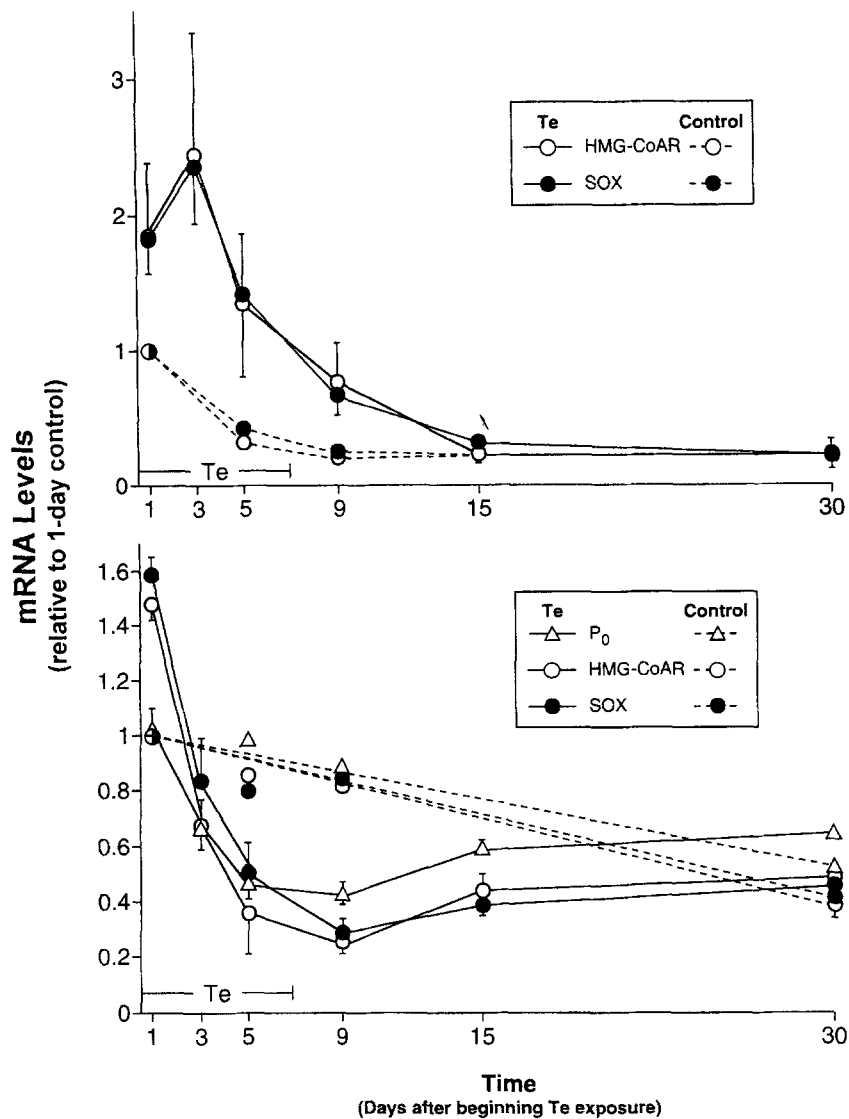 mRNA Levels
(relative to 1-day control)
3
2
1
0
Te Control
HMG-CoAR
SOX
Te
1 3 5 9 15 30
1.6
1.4
1.2
1
0.8
0.6
0.4
0.2
0
Te Control
P0
HMG-CoAR
SOX
Te
1 3 5 9 15 30
Time
(Days after beginning Te exposure)